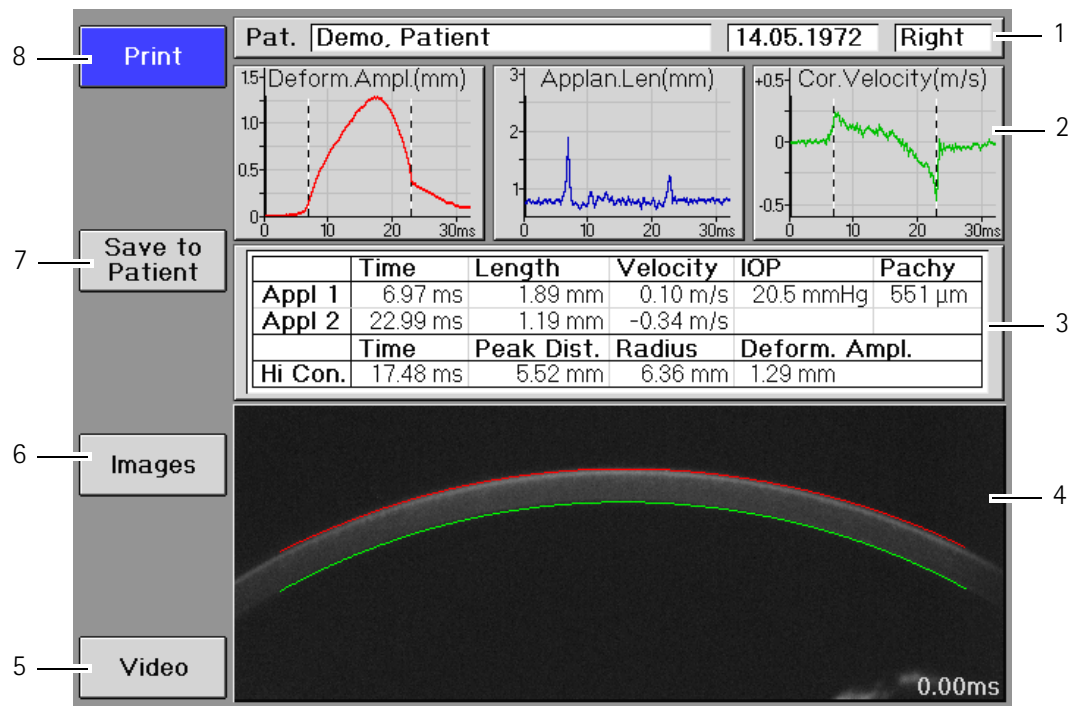 8
Print
Pat. Demo, Patient 14.05.1972 Right
1
Deform.Ampl.(mm)
1.5
1.0
0.5
0
0 10 20 30ms
Applan.Len(mm)
3
2
1
0 10 20 30ms
Cor.Velocity(m/s)
+0.5
0
-0.5
0 10 20 30ms
2
7
Save to
Patient
Time Length Velocity IOP Pachy
Appl 1 6.97 ms 1.89 mm 0.10 m/s 20.5 mmHg 551 µm
Appl 2 22.99 ms 1.19 mm -0.34 m/s
Time Peak Dist. Radius Deform. Ampl.
Hi Con. 17.48 ms 5.52 mm 6.36 mm 1.29 mm
3
6
Images
4
5
Video
0.00ms